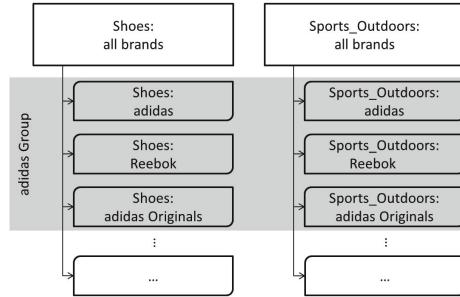 Shoes:
all brands
Sports_Outdoors:
all brands
adidas Group
Shoes:
adidas
Sports_Outdoors:
adidas
Shoes:
Reebok
Sports_Outdoors:
Reebok
Shoes:
adidas Originals
Sports_Outdoors:
adidas Originals
...
...
...
...